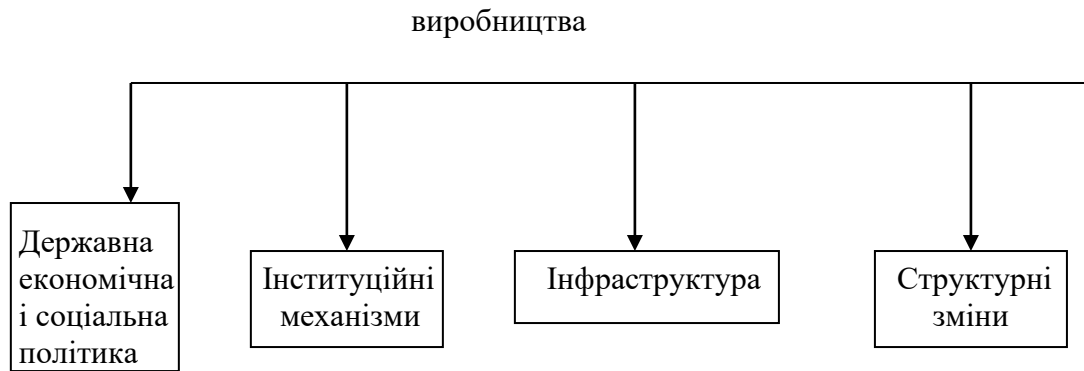 виробництва
Державна
економічна
і соціальна
політика
Інституційні
механізми
Інфраструктура
Структурні
зміни